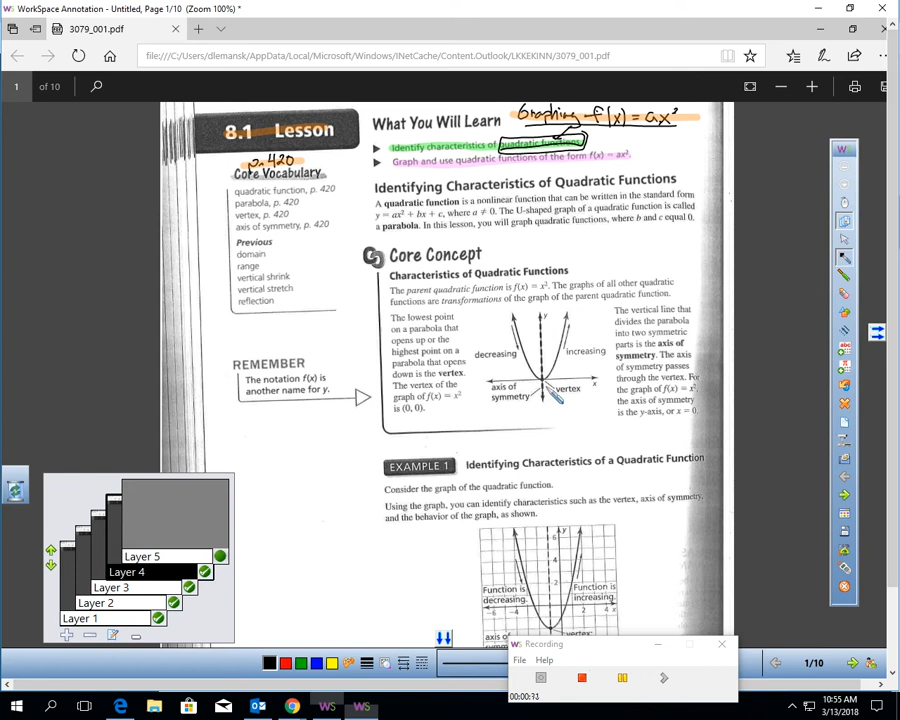 WorkSpace Annotation - Untitled, Page 1/10 (Zoom 100%) *
3079_001.pdf
file:///C:/Users/dlemansk/AppData/Local/Microsoft/Windows/INetCache/Content.Outlook/LKKEKINN/3079_001.pdf
1 of 10
Graphing f(x) = ax²
8.1 Lesson
p. 420
What You Will Learn
Identify characteristics of quadratic functions.
Graph and use quadratic functions of the form f(x) = ax².
Core Vocabulary
quadratic function, p. 420
parabola, p. 420
vertex, p. 420
axis of symmetry, p. 420
Previous
domain
range
vertical shrink
vertical stretch
reflection
REMEMBER
The notation f(x) is
another name for y.
Identifying Characteristics of Quadratic Functions
A quadratic function is a nonlinear function that can be written in the standard form
y = ax² + bx + c, where a ≠ 0. The U-shaped graph of a quadratic function is called
a parabola. In this lesson, you will graph quadratic functions, where b and c equal 0.
Core Concept
Characteristics of Quadratic Functions
The parent quadratic function is f(x) = x². The graphs of all other quadratic
functions are transformations of the graph of the parent quadratic function.
The lowest point
on a parabola that
opens up or the
highest point on a
parabola that opens
down is the vertex.
The vertex of the
graph of f(x) = x²
is (0, 0).
y
decreasing
increasing
x
axis of
symmetry
vertex
The vertical line that
divides the parabola
into two symmetric
parts is the axis of
symmetry. The axis
of symmetry passes
through the vertex. For
the graph of f(x) = x²,
the axis of symmetry
is the y-axis, or x = 0.
EXAMPLE 1 Identifying Characteristics of a Quadratic Function
Consider the graph of the quadratic function.
Using the graph, you can identify characteristics such as the vertex, axis of symmetry,
and the behavior of the graph, as shown.
6 y
4
2
Function is
decreasing.
Function is
increasing.
-6 -4 2 4 x
axis of
vertex:
Layer 5
Layer 4
Layer 3
Layer 2
Layer 1
Recording
File Help
1/10
10:55 AM
3/13/2018